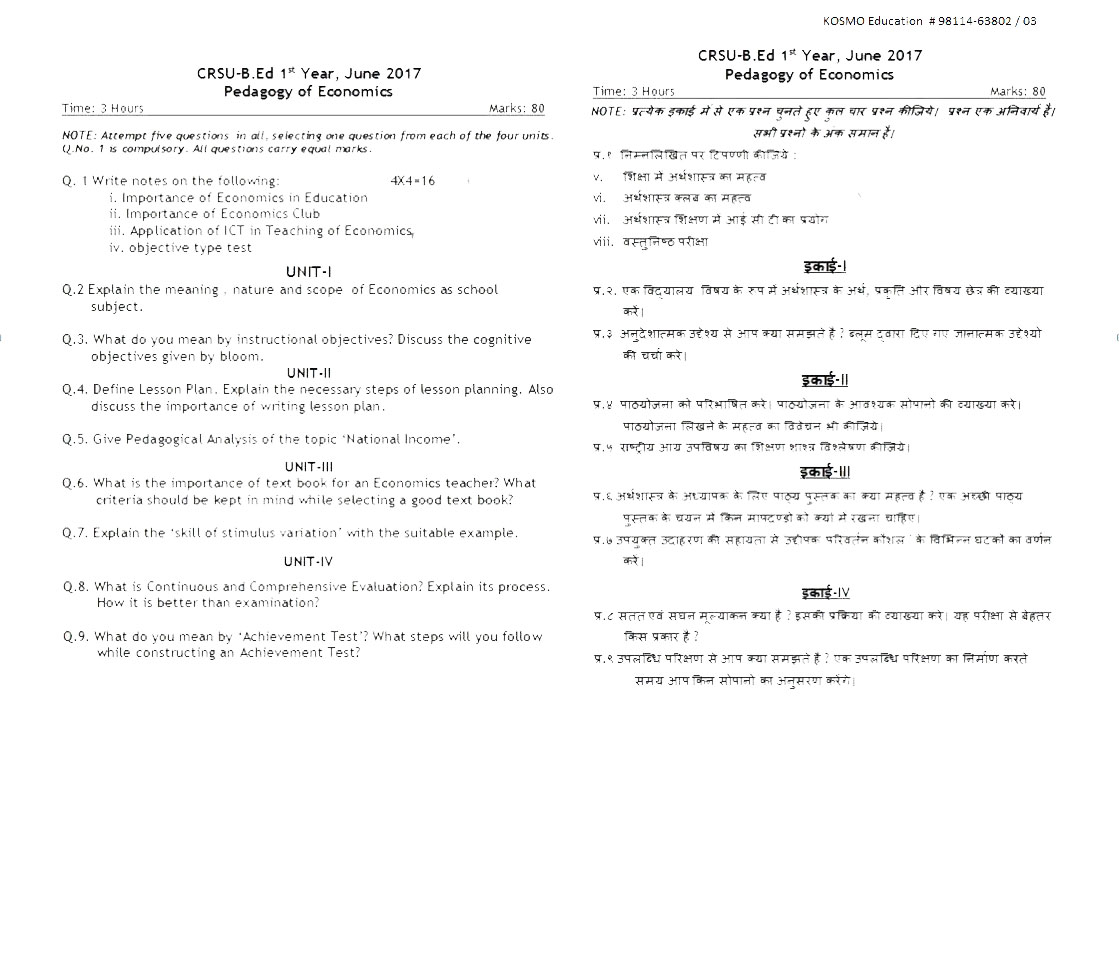 KOSMO Education # 98114-63802 / 03
CRSU-B.Ed 1st Year, June 2017
Pedagogy of Economics
Time: 3 Hours Marks: 80
NOTE: Attempt five questions in all, selecting one question from each of the four units.
Q.No. 1 is compulsory. All questions carry equal marks.
Q. 1 Write notes on the following: 4X4=16
i. Importance of Economics in Education
ii. Importance of Economics Club
iii. Application of ICT in Teaching of Economics,
iv. objective type test
UNIT-I
Q.2 Explain the meaning , nature and scope of Economics as school
subject.
Q.3. What do you mean by instructional objectives? Discuss the cognitive
objectives given by bloom.
UNIT-II
Q.4. Define Lesson Plan. Explain the necessary steps of lesson planning. Also
discuss the importance of writing lesson plan.
Q.5. Give Pedagogical Analysis of the topic ‘National Income’.
UNIT-III
Q.6. What is the importance of text book for an Economics teacher? What
criteria should be kept in mind while selecting a good text book?
Q.7. Explain the ‘skill of stimulus variation’ with the suitable example.
UNIT-IV
Q.8. What is Continuous and Comprehensive Evaluation? Explain its process.
How it is better than examination?
Q.9. What do you mean by ‘Achievement Test’? What steps will you follow
while constructing an Achievement Test?
CRSU-B.Ed 1st Year, June 2017
Pedagogy of Economics
Time: 3 Hours Marks: 80
NOTE: प्रत्येक इकाई में से एक प्रश्न चुनते हुए कुल चार प्रश्न कीजिये। प्रश्न एक अनिवार्य है।
सभी प्रश्नो के अंक समान है।
प्र.१ निम्नलिखित पर टिपण्णी कीजिये :
v. शिक्षा में अर्थशास्त्र का महत्व
vi. अर्थशास्त्र क्लब का महत्व
vii. अर्थशास्त्र शिक्षण में आई सी टी का प्रयोग
viii. वस्तुनिष्ठ परीक्षा
इकाई-I
प्र.२. एक विद्यालय विषय के रूप में अर्थशास्त्र के अर्थ, प्रकृति और विषय छेत्र की व्याख्या
करें।
प्र.३ अनुदेशात्मक उद्देश्य से आप क्या समझते है ? ब्लूम द्वारा दिए गए ज्ञानात्मक उद्देश्यो
की चर्चा करे।
इकाई-II
प्र.४ पाठयोजना को परिभाषित करे। पाठयोजना के आवश्यक सोपानो की व्याख्या करे।
पाठयोजना लिखने के महत्व का विवेचन भी कीजिये।
प्र.५ राष्ट्रीय आय उपविषय का शिक्षण शाश्त्र विश्लेषण कीजिये।
इकाई-III
प्र.६ अर्थशास्त्र के अध्यापक के लिए पाठ्य पुस्तक का क्या महत्व है ? एक अच्छी पाठ्य
पुस्तक के चयन में किन मापदण्डो को क्यों में रखना चाहिए।
प्र.७ उपयुक्त उदाहरण की सहायता से उद्दीपक परिवर्तन कौशल ' के विभिन्न घटकों का वर्णन
करे।
इकाई-IV
प्र.८ सतत एवं सघन मूल्यांकन क्या है ? इसकी प्रक्रिया की व्याख्या करे। यह परीक्षा से बेहतर
किस प्रकार है ?
प्र.९ उपलब्धि परिक्षण से आप क्या समझते है ? एक उपलब्धि परिक्षण का निर्माण करते
समय आप किन सोपानो का अनुसरण करेंगे।